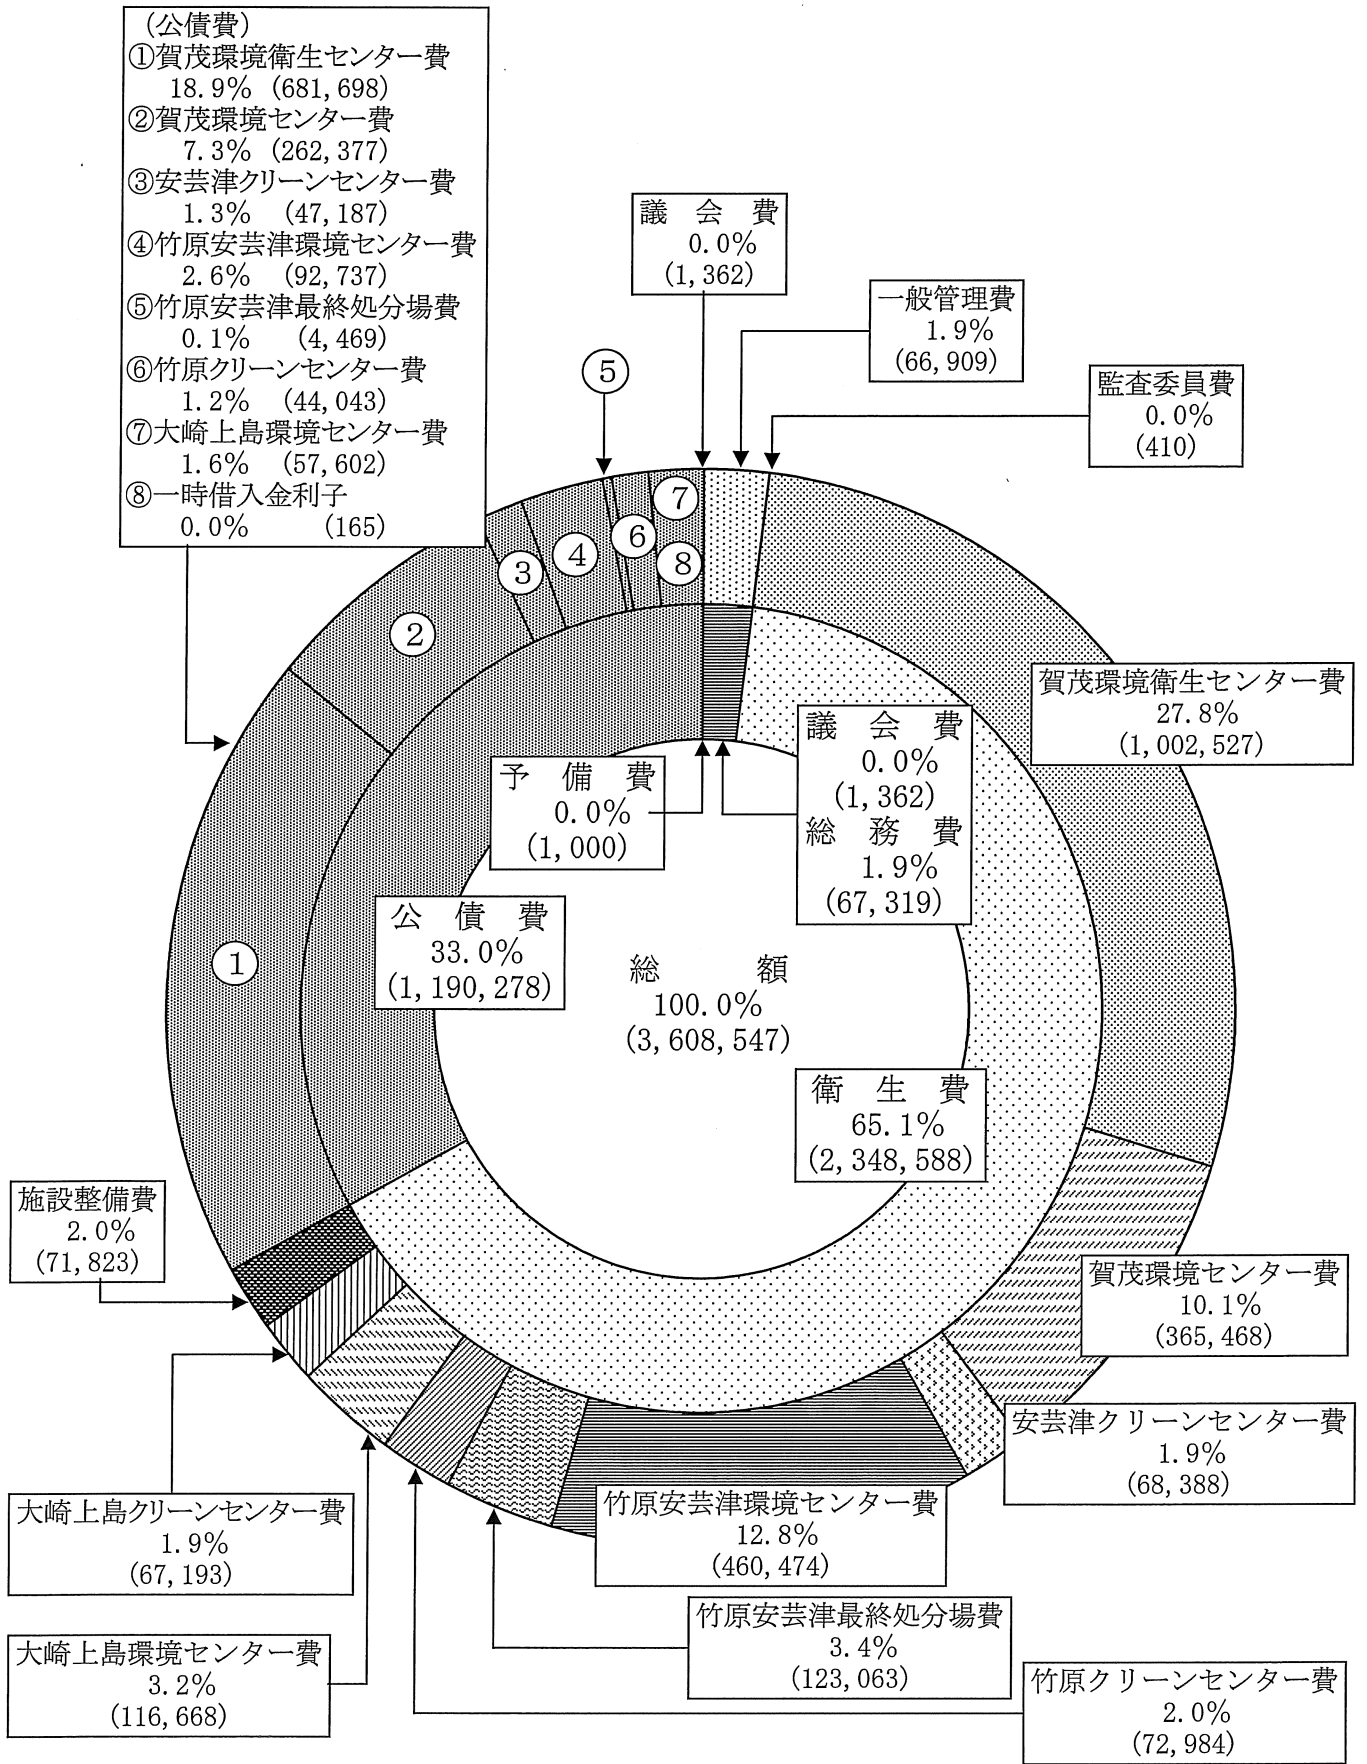 （公債費）
①賀茂環境衛生センター費
18.9% (681,698)
②賀茂環境センター費
7.3% (262,377)
③安芸津クリーンセンター費
1.3% (47,187)
④竹原安芸津環境センター費
2.6% (92,737)
⑤竹原安芸津最終処分場費
0.1% (4,469)
⑥竹原クリーンセンター費
1.2% (44,043)
⑦大崎上島環境センター費
1.6% (57,602)
⑧一時借入金利子
0.0% (165)
議会費
0.0%
(1,362)
一般管理費
1.9%
(66,909)
監査委員費
0.0%
(410)
⑤
⑦
⑥
⑧
④
③
②
①
賀茂環境衛生センター費
27.8%
(1,002,527)
議会費
0.0%
(1,362)
総務費
1.9%
(67,319)
予備費
0.0%
(1,000)
公債費
33.0%
(1,190,278)
総額
100.0%
(3,608,547)
衛生費
65.1%
(2,348,588)
施設整備費
2.0%
(71,823)
賀茂環境センター費
10.1%
(365,468)
安芸津クリーンセンター費
1.9%
(68,388)
竹原安芸津環境センター費
12.8%
(460,474)
大崎上島クリーンセンター費
1.9%
(67,193)
竹原安芸津最終処分場費
3.4%
(123,063)
大崎上島環境センター費
3.2%
(116,668)
竹原クリーンセンター費
2.0%
(72,984)